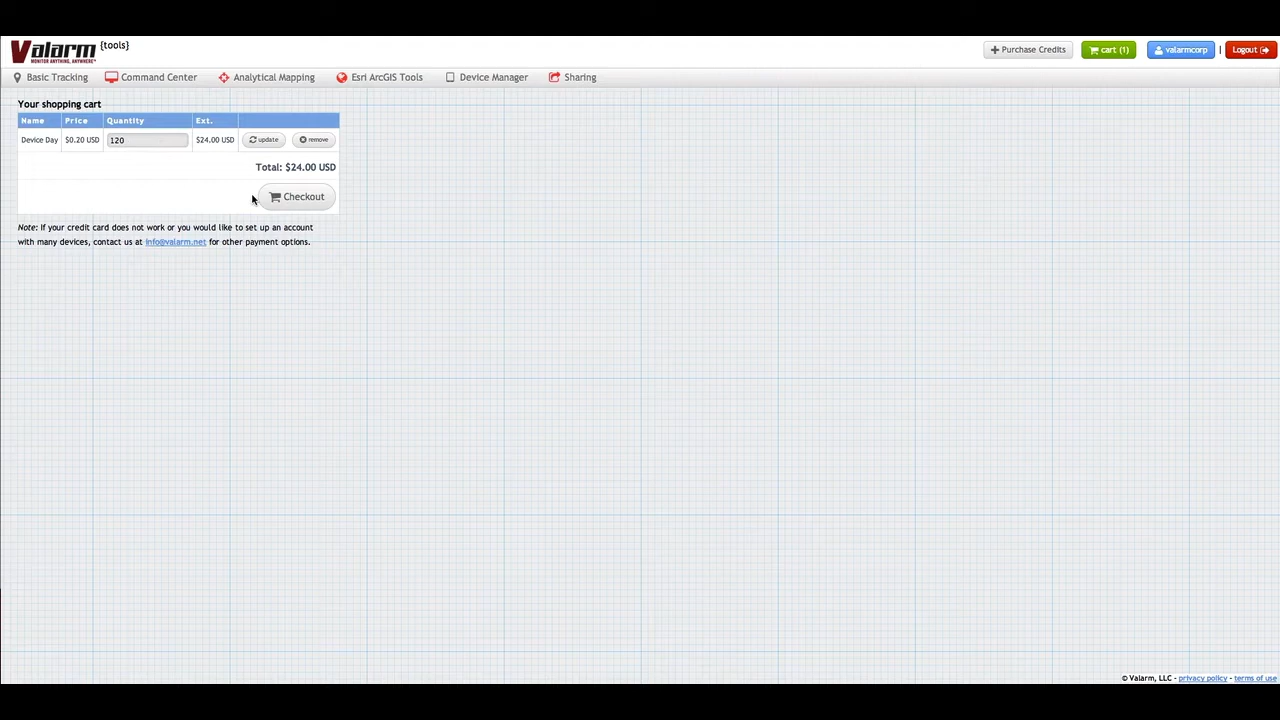 Valarm {tools}
MONITOR ANYTHING, ANYWHERE™
Purchase Credits cart (1) valarmcorp | Logout
Basic Tracking Command Center Analytical Mapping Esri ArcGIS Tools Device Manager Sharing
Your shopping cart
Name Price Quantity Ext.
Device Day $0.20 USD 120 $24.00 USD update remove
Total: $24.00 USD
Checkout
Note: If your credit card does not work or you would like to set up an account
with many devices, contact us at info@valarm.net for other payment options.
© Valarm, LLC - privacy policy - terms of use